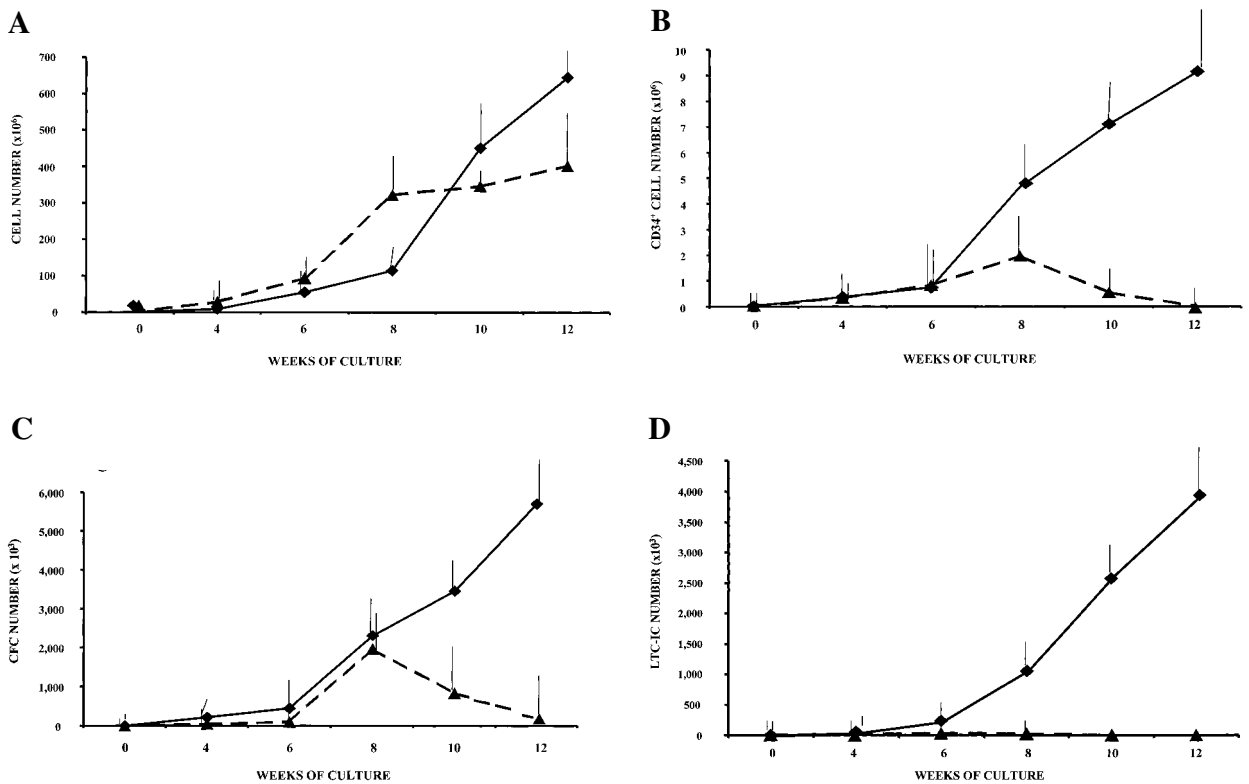 A
CELL NUMBER (x10⁶)
700
600
500
400
300
200
100
0
0 4 6 8 10 12
WEEKS OF CULTURE
B
CD34⁺ CELL NUMBER (x10⁶)
10
9
8
7
6
5
4
3
2
1
0
0 4 6 8 10 12
WEEKS OF CULTURE
C
CFC NUMBER (x 10³)
6,000
5,000
4,000
3,000
2,000
1,000
0
0 4 6 8 10 12
WEEKS OF CULTURE
D
LTC-IC NUMBER (x10³)
4,500
4,000
3,500
3,000
2,500
2,000
1,500
1,000
500
0
0 4 6 8 10 12
WEEKS OF CULTURE